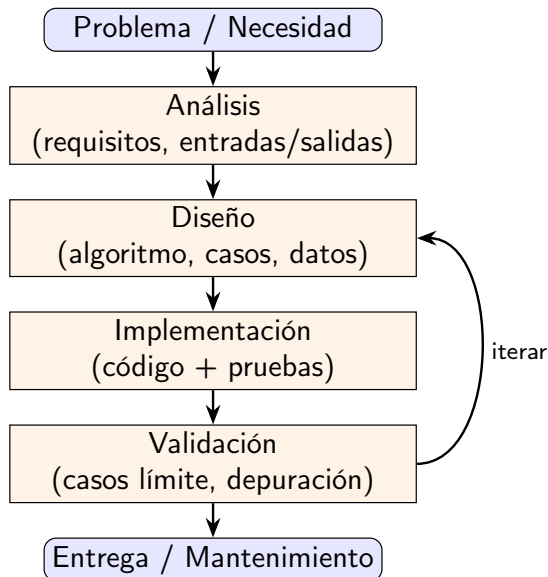 Problema / Necesidad
Análisis
(requisitos, entradas/salidas)
Diseño
(algoritmo, casos, datos)
Implementación
(código + pruebas)
iterar
Validación
(casos límite, depuración)
Entrega / Mantenimiento